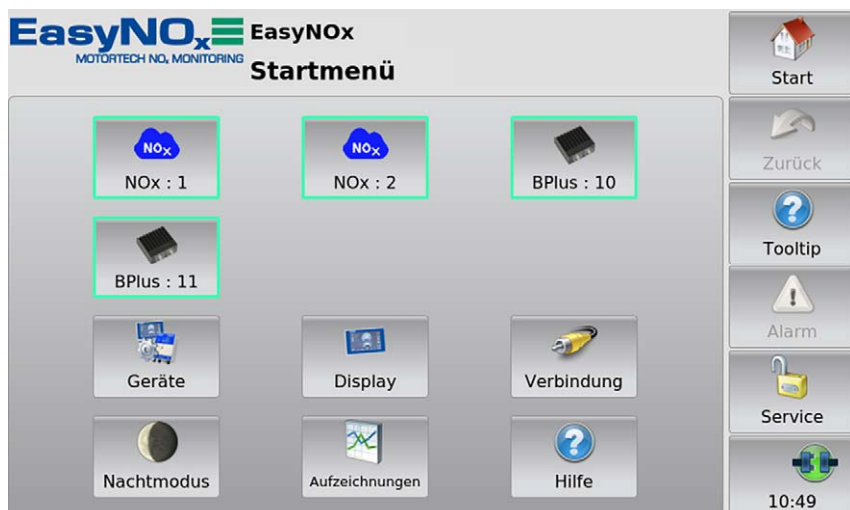 EasyNOx
MOTORTECH NOx MONITORING
EasyNOx
Startmenü
NOx
NOx : 1
NOx
NOx : 2
BPlus : 10
BPlus : 11
Geräte
Display
Verbindung
Nachtmodus
Aufzeichnungen
?
Hilfe
Start
Zurück
?
Tooltip
!
Alarm
Service
10:49